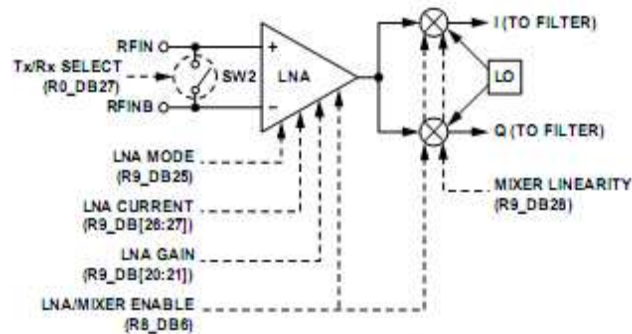 RFIN
I (TO FILTER)
Tx/Rx SELECT
(R0_DB27)
SW2
LNA
LO
RFINB
Q (TO FILTER)
LNA MODE
(R9_DB25)
MIXER LINEARITY
(R9_DB28)
LNA CURRENT
(R9_DB[26:27])
LNA GAIN
(R9_DB[20:21])
LNA/MIXER ENABLE
(R8_DB6)